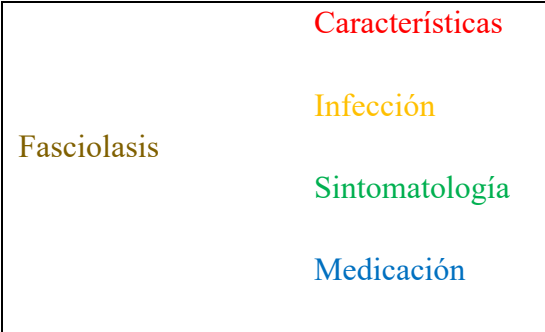 Características
Infección
Fasciolasis
Sintomatología
Medicación